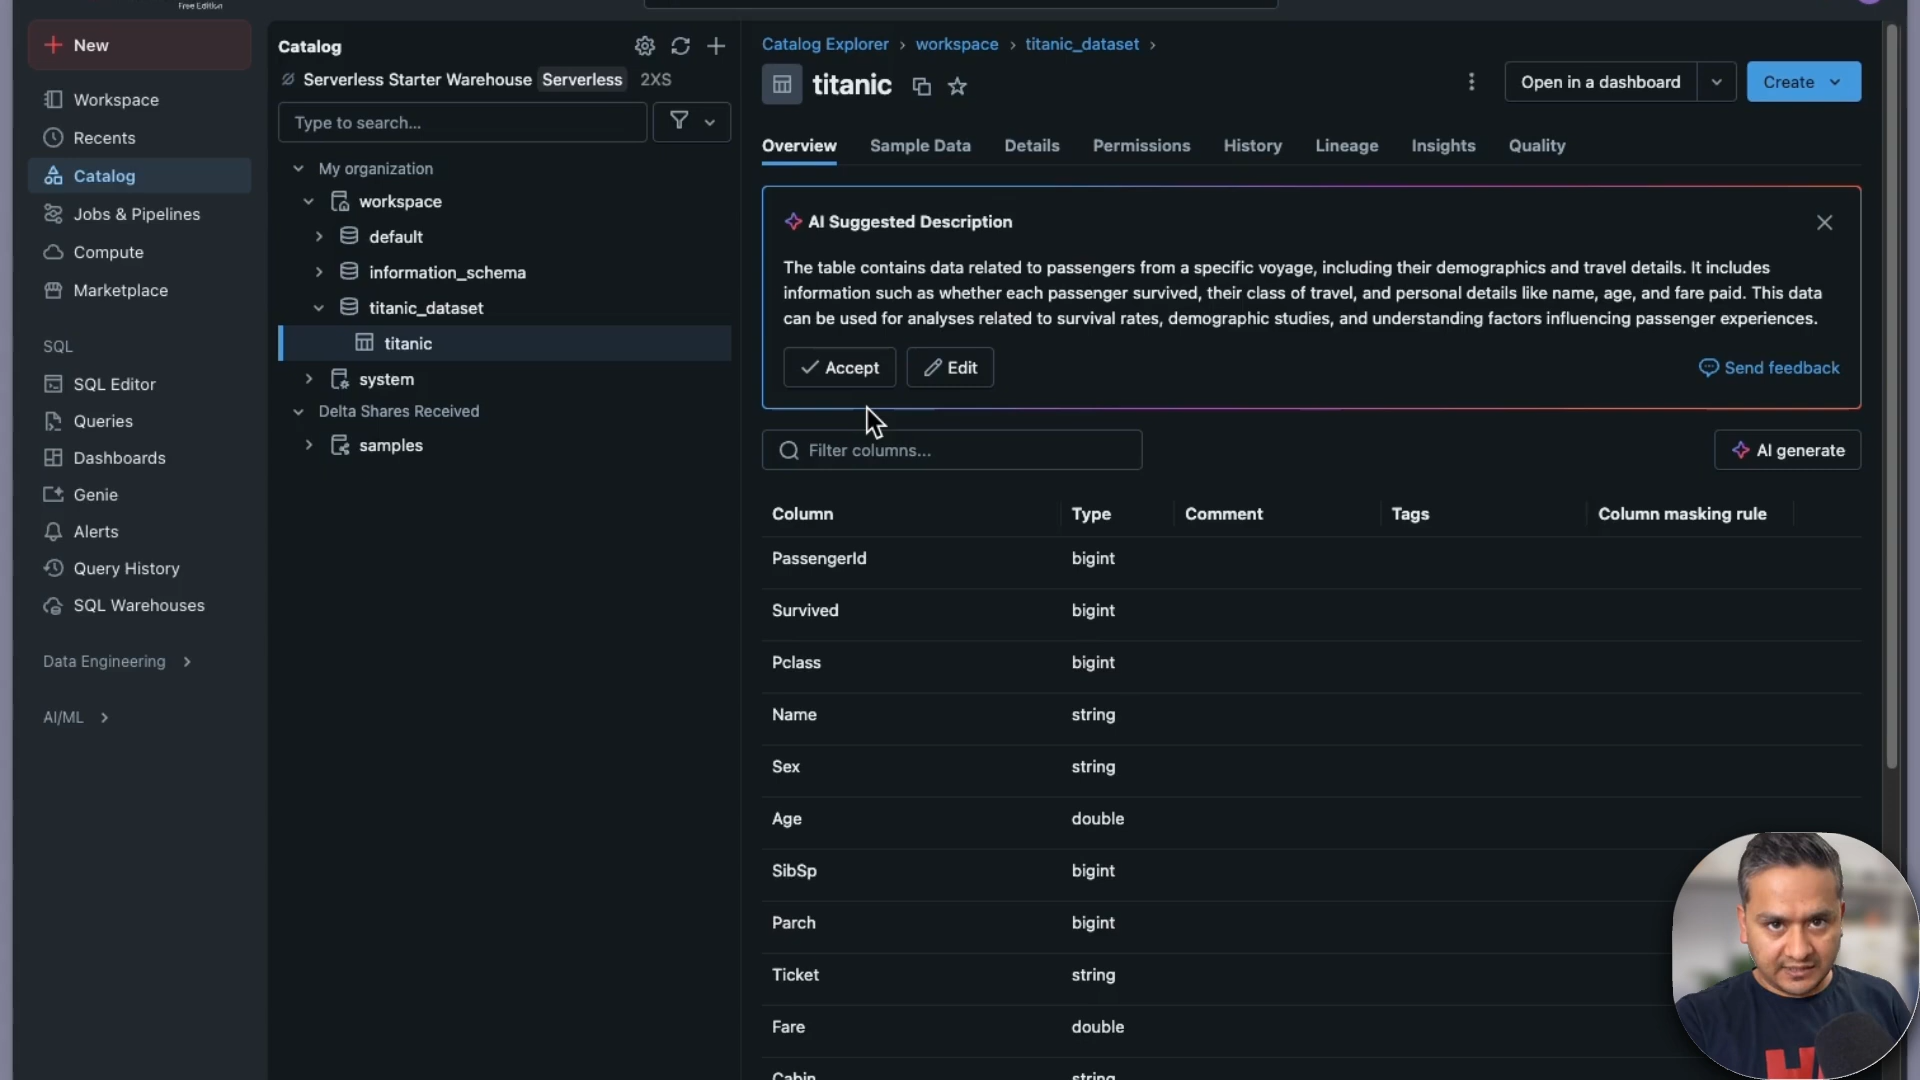 Free Edition
New
Workspace
Recents
Catalog
Jobs & Pipelines
Compute
Marketplace
SQL
SQL Editor
Queries
Dashboards
Genie
Alerts
Query History
SQL Warehouses
Data Engineering
AI/ML
Catalog
Serverless Starter Warehouse Serverless 2XS
Type to search...
My organization
workspace
default
information_schema
titanic_dataset
titanic
system
Delta Shares Received
samples
Catalog Explorer > workspace > titanic_dataset >
titanic
Open in a dashboard
Create
Overview Sample Data Details Permissions History Lineage Insights Quality
AI Suggested Description
The table contains data related to passengers from a specific voyage, including their demographics and travel details. It includes
information such as whether each passenger survived, their class of travel, and personal details like name, age, and fare paid. This data
can be used for analyses related to survival rates, demographic studies, and understanding factors influencing passenger experiences.
Accept
Edit
Send feedback
Filter columns...
AI generate
Column Type Comment Tags Column masking rule
PassengerId bigint
Survived bigint
Pclass bigint
Name string
Sex string
Age double
SibSp bigint
Parch bigint
Ticket string
Fare double
Cabin string